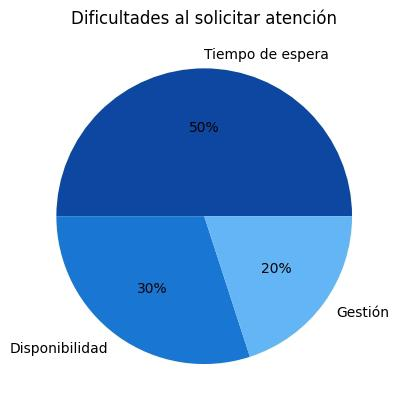 Dificultades al solicitar atención
Tiempo de espera
50%
30%
20%
Gestión
Disponibilidad